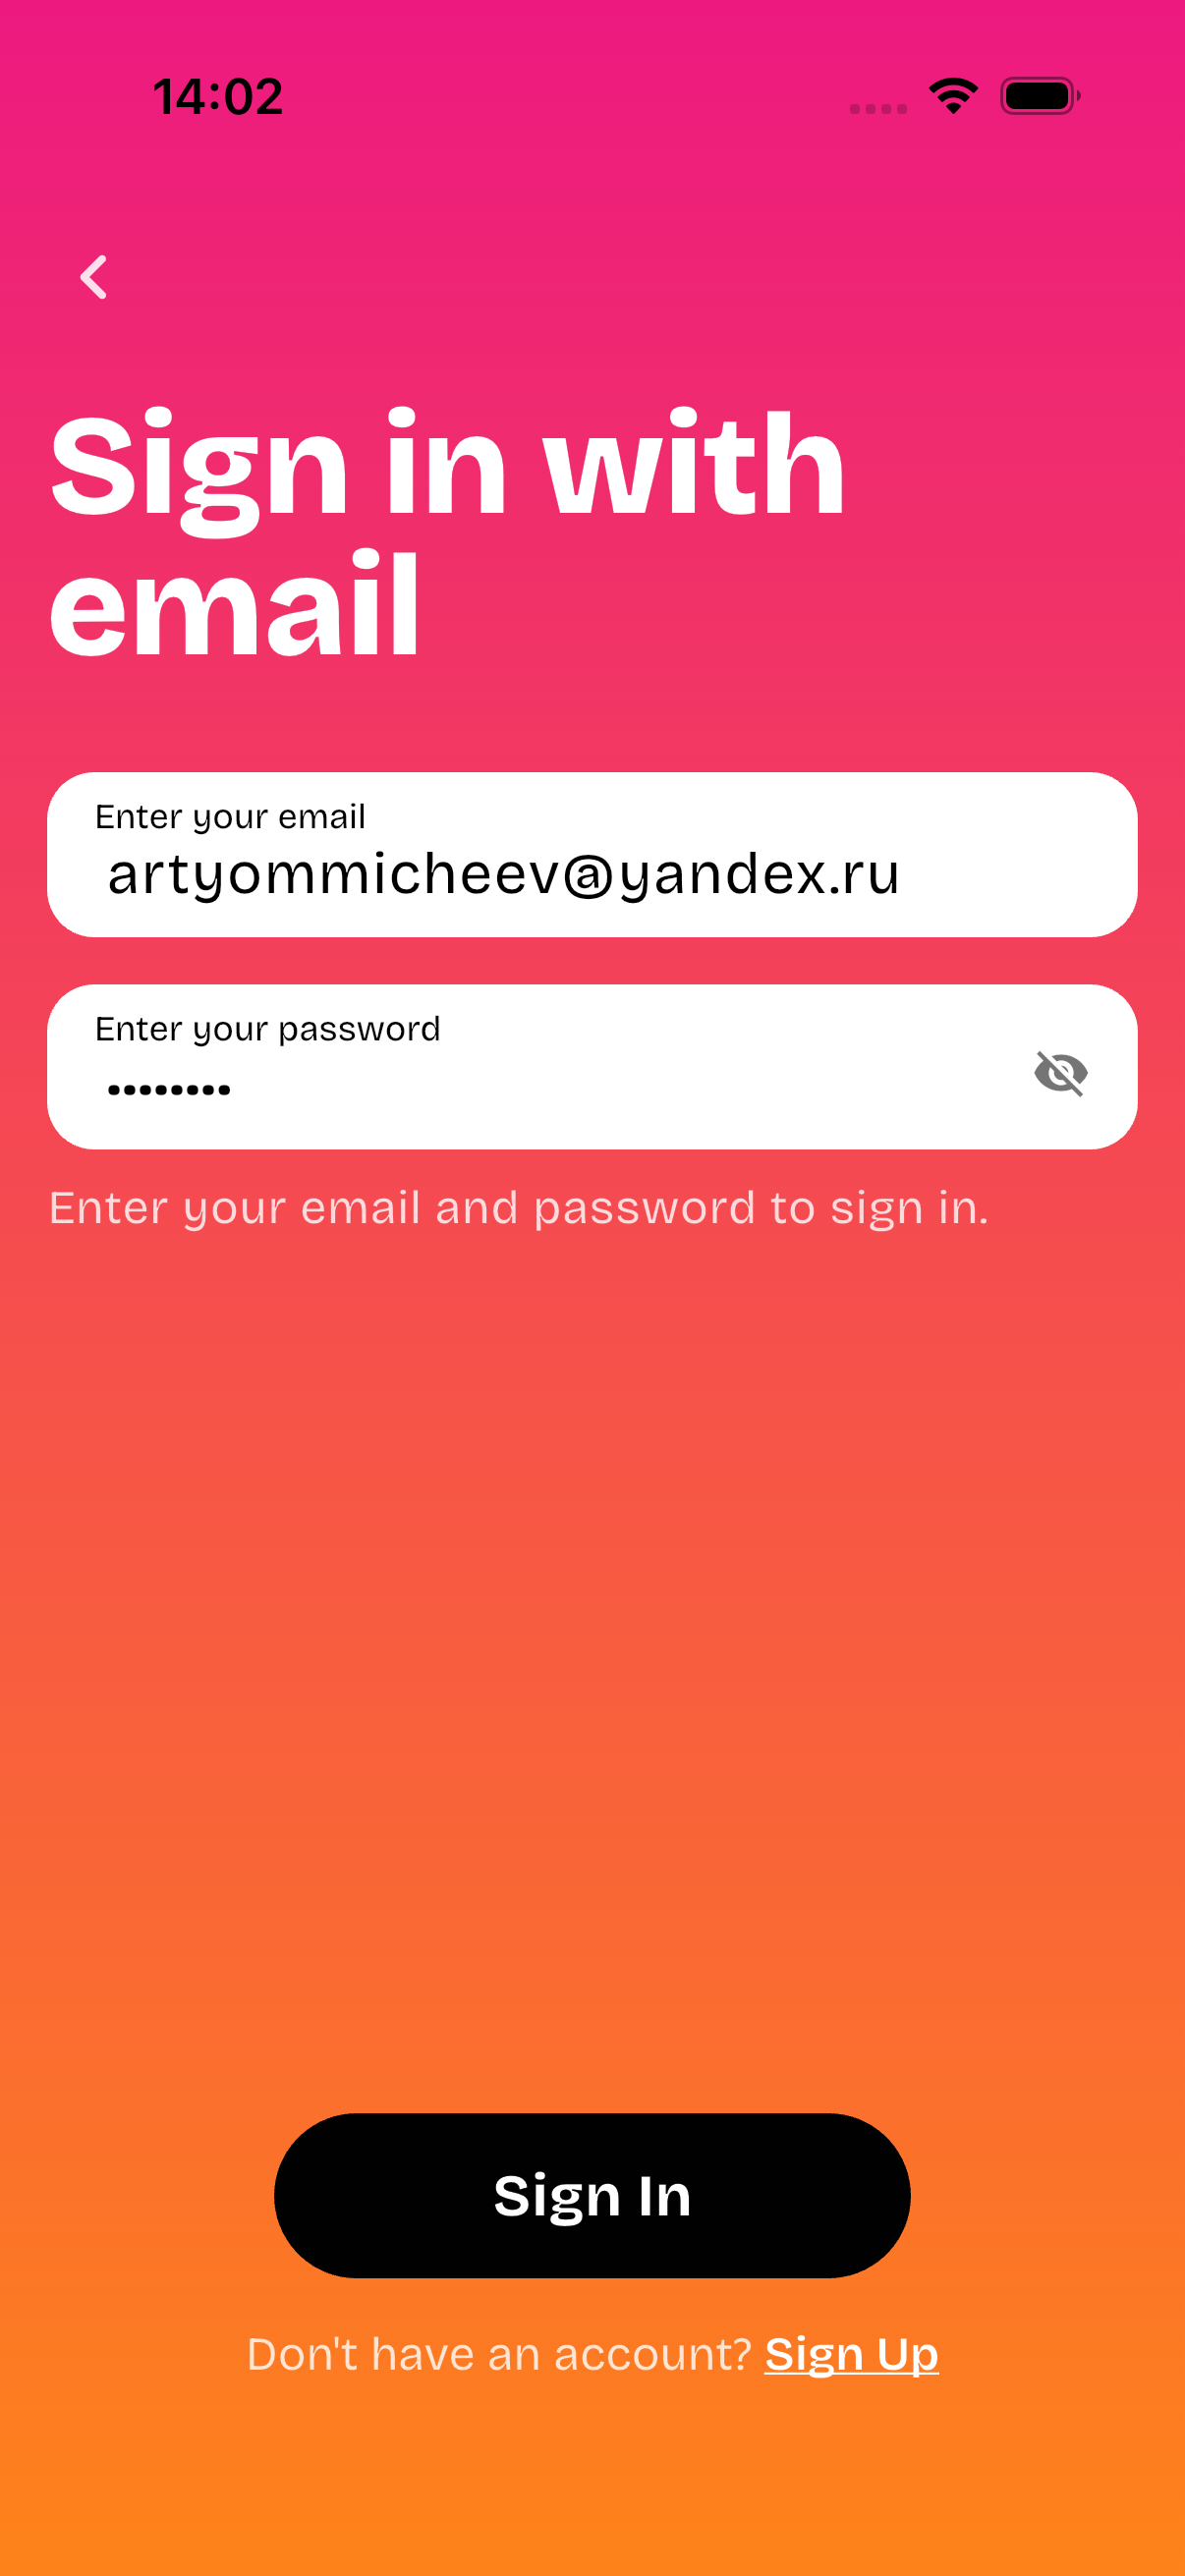 14:02
Sign in with
email
Enter your email
artyommicheev@yandex.ru
Enter your password
••••••••
Enter your email and password to sign in.
Sign In
Don't have an account? Sign Up